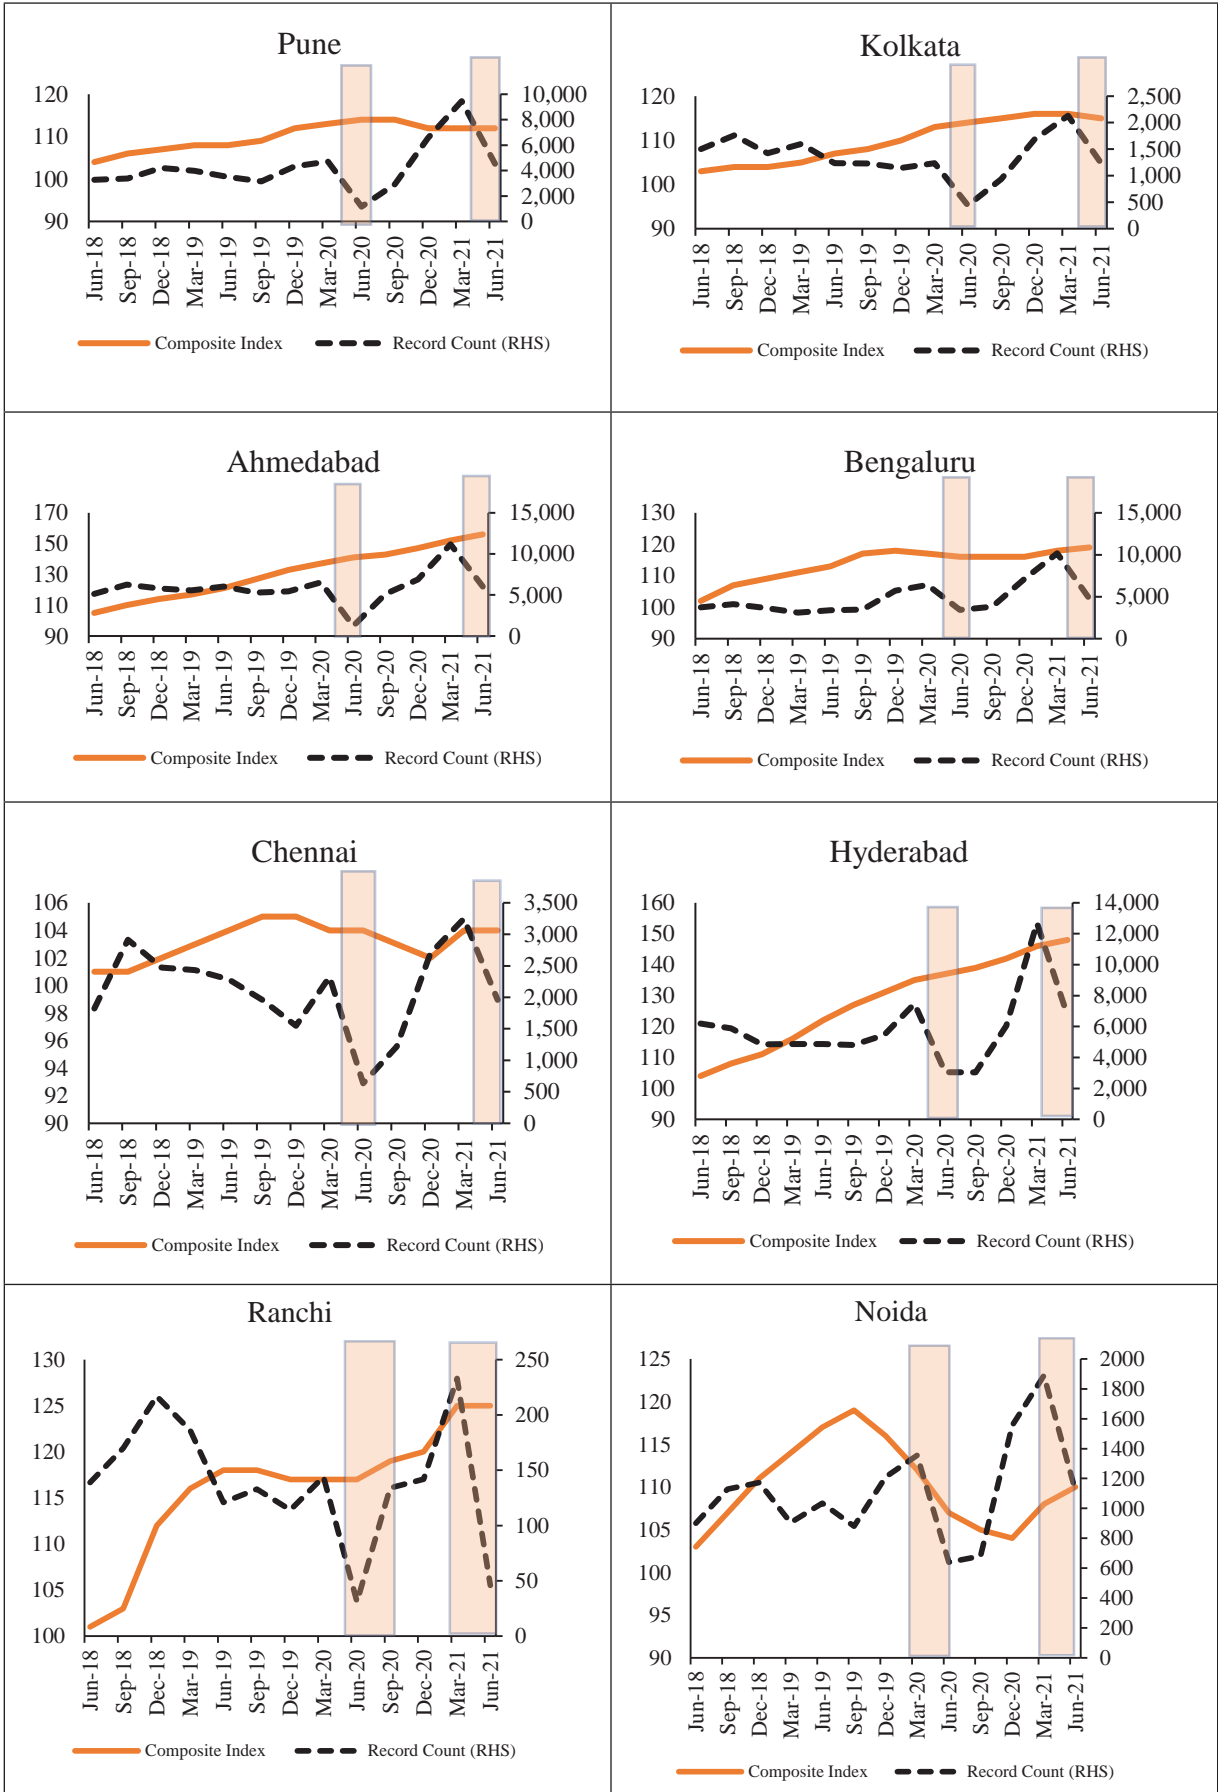 Pune
120
110
100
90
10,000
8,000
6,000
4,000
2,000
0
Jun-18
Sep-18
Dec-18
Mar-19
Jun-19
Sep-19
Dec-19
Mar-20
Jun-20
Sep-20
Dec-20
Mar-21
Jun-21
Composite Index
Record Count (RHS)
Kolkata
120
110
100
90
2,500
2,000
1,500
1,000
500
0
Jun-18
Sep-18
Dec-18
Mar-19
Jun-19
Sep-19
Dec-19
Mar-20
Jun-20
Sep-20
Dec-20
Mar-21
Jun-21
Composite Index
Record Count (RHS)
Ahmedabad
170
150
130
110
90
15,000
10,000
5,000
0
Jun-18
Sep-18
Dec-18
Mar-19
Jun-19
Sep-19
Dec-19
Mar-20
Jun-20
Sep-20
Dec-20
Mar-21
Jun-21
Composite Index
Record Count (RHS)
Bengaluru
130
120
110
100
90
15,000
10,000
5,000
0
Jun-18
Sep-18
Dec-18
Mar-19
Jun-19
Sep-19
Dec-19
Mar-20
Jun-20
Sep-20
Dec-20
Mar-21
Jun-21
Composite Index
Record Count (RHS)
Chennai
106
104
102
100
98
96
94
92
90
3,500
3,000
2,500
2,000
1,500
1,000
500
0
Jun-18
Sep-18
Dec-18
Mar-19
Jun-19
Sep-19
Dec-19
Mar-20
Jun-20
Sep-20
Dec-20
Mar-21
Jun-21
Composite Index
Record Count (RHS)
Hyderabad
160
150
140
130
120
110
100
90
14,000
12,000
10,000
8,000
6,000
4,000
2,000
0
Jun-18
Sep-18
Dec-18
Mar-19
Jun-19
Sep-19
Dec-19
Mar-20
Jun-20
Sep-20
Dec-20
Mar-21
Jun-21
Composite Index
Record Count (RHS)
Ranchi
130
125
120
115
110
105
100
250
200
150
100
50
0
Jun-18
Sep-18
Dec-18
Mar-19
Jun-19
Sep-19
Dec-19
Mar-20
Jun-20
Sep-20
Dec-20
Mar-21
Jun-21
Composite Index
Record Count (RHS)
Noida
125
120
115
110
105
100
95
90
2000
1800
1600
1400
1200
1000
800
600
400
200
0
Jun-18
Sep-18
Dec-18
Mar-19
Jun-19
Sep-19
Dec-19
Mar-20
Jun-20
Sep-20
Dec-20
Mar-21
Jun-21
Composite Index
Record Count (RHS)